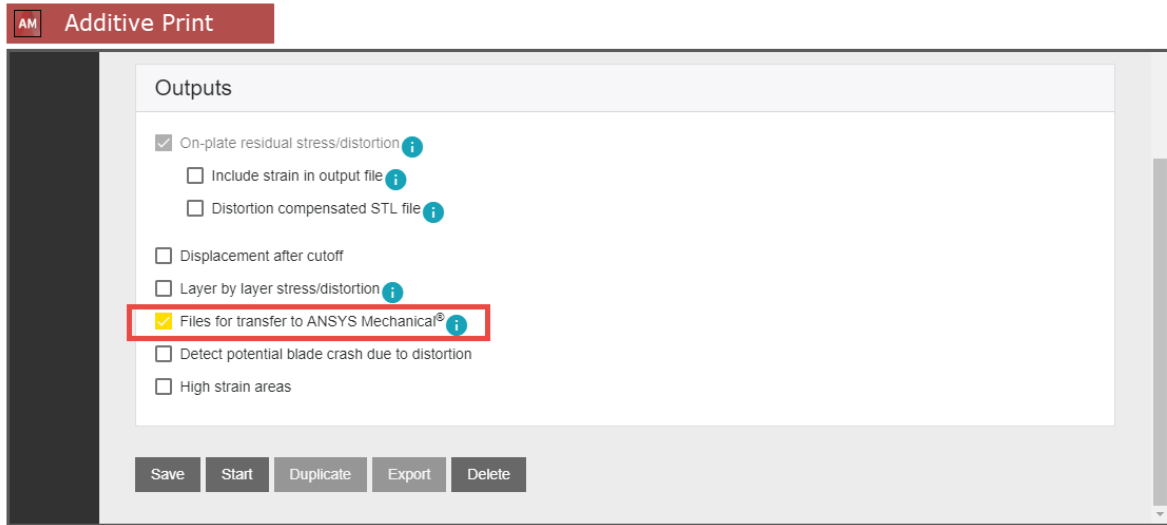 AM Additive Print
Outputs
On-plate residual stress/distortion i
Include strain in output file i
Distortion compensated STL file i
Displacement after cutoff
Layer by layer stress/distortion i
Files for transfer to ANSYS Mechanical® i
Detect potential blade crash due to distortion
High strain areas
Save Start Duplicate Export Delete